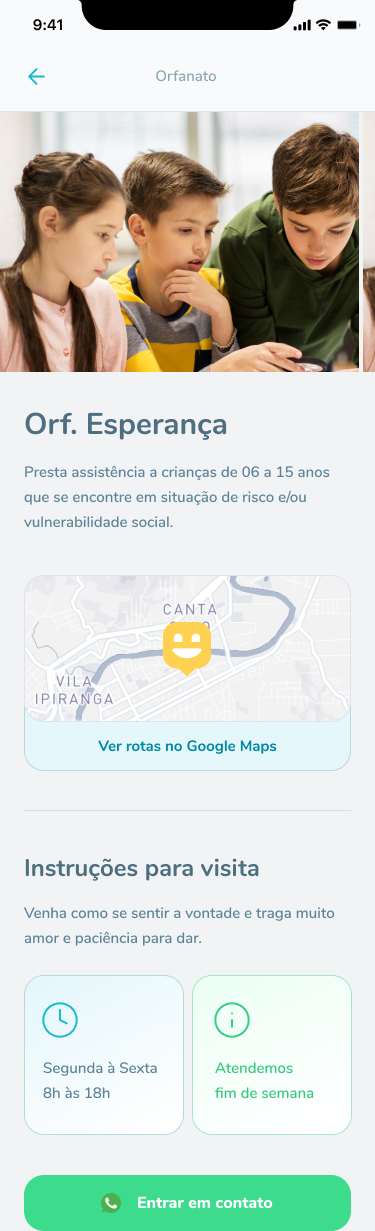 9:41
Orfanato
Orf. Esperança
Presta assistência a crianças de 06 a 15 anos
que se encontre em situação de risco e/ou
vulnerabilidade social.
CANTA
VILA
IPIRANGA
Ver rotas no Google Maps
Instruções para visita
Venha como se sentir a vontade e traga muito
amor e paciência para dar.
Segunda à Sexta
8h às 18h
Atendemos
fim de semana
Entrar em contato